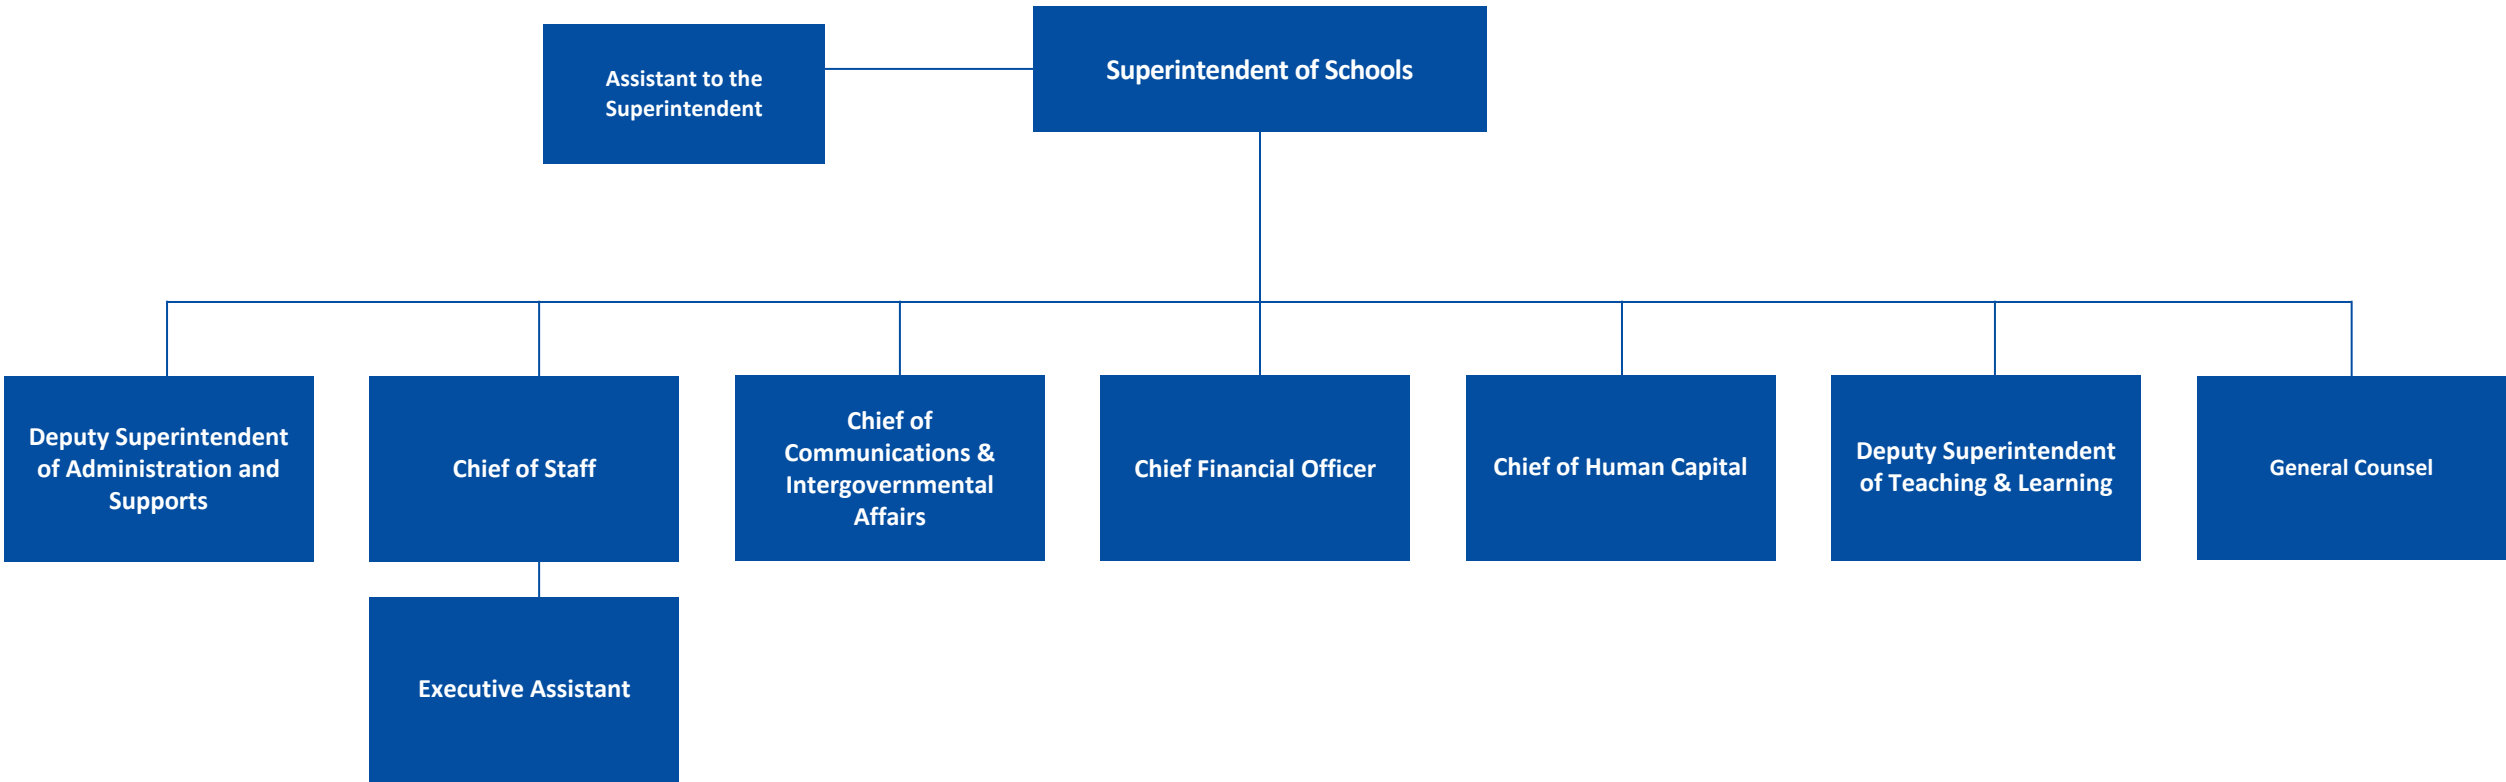 Assistant to the
Superintendent
Superintendent of Schools
Deputy Superintendent
of Administration and
Supports
Chief of Staff
Chief of
Communications &
Intergovernmental
Affairs
Chief Financial Officer
Chief of Human Capital
Deputy Superintendent
of Teaching & Learning
General Counsel
Executive Assistant